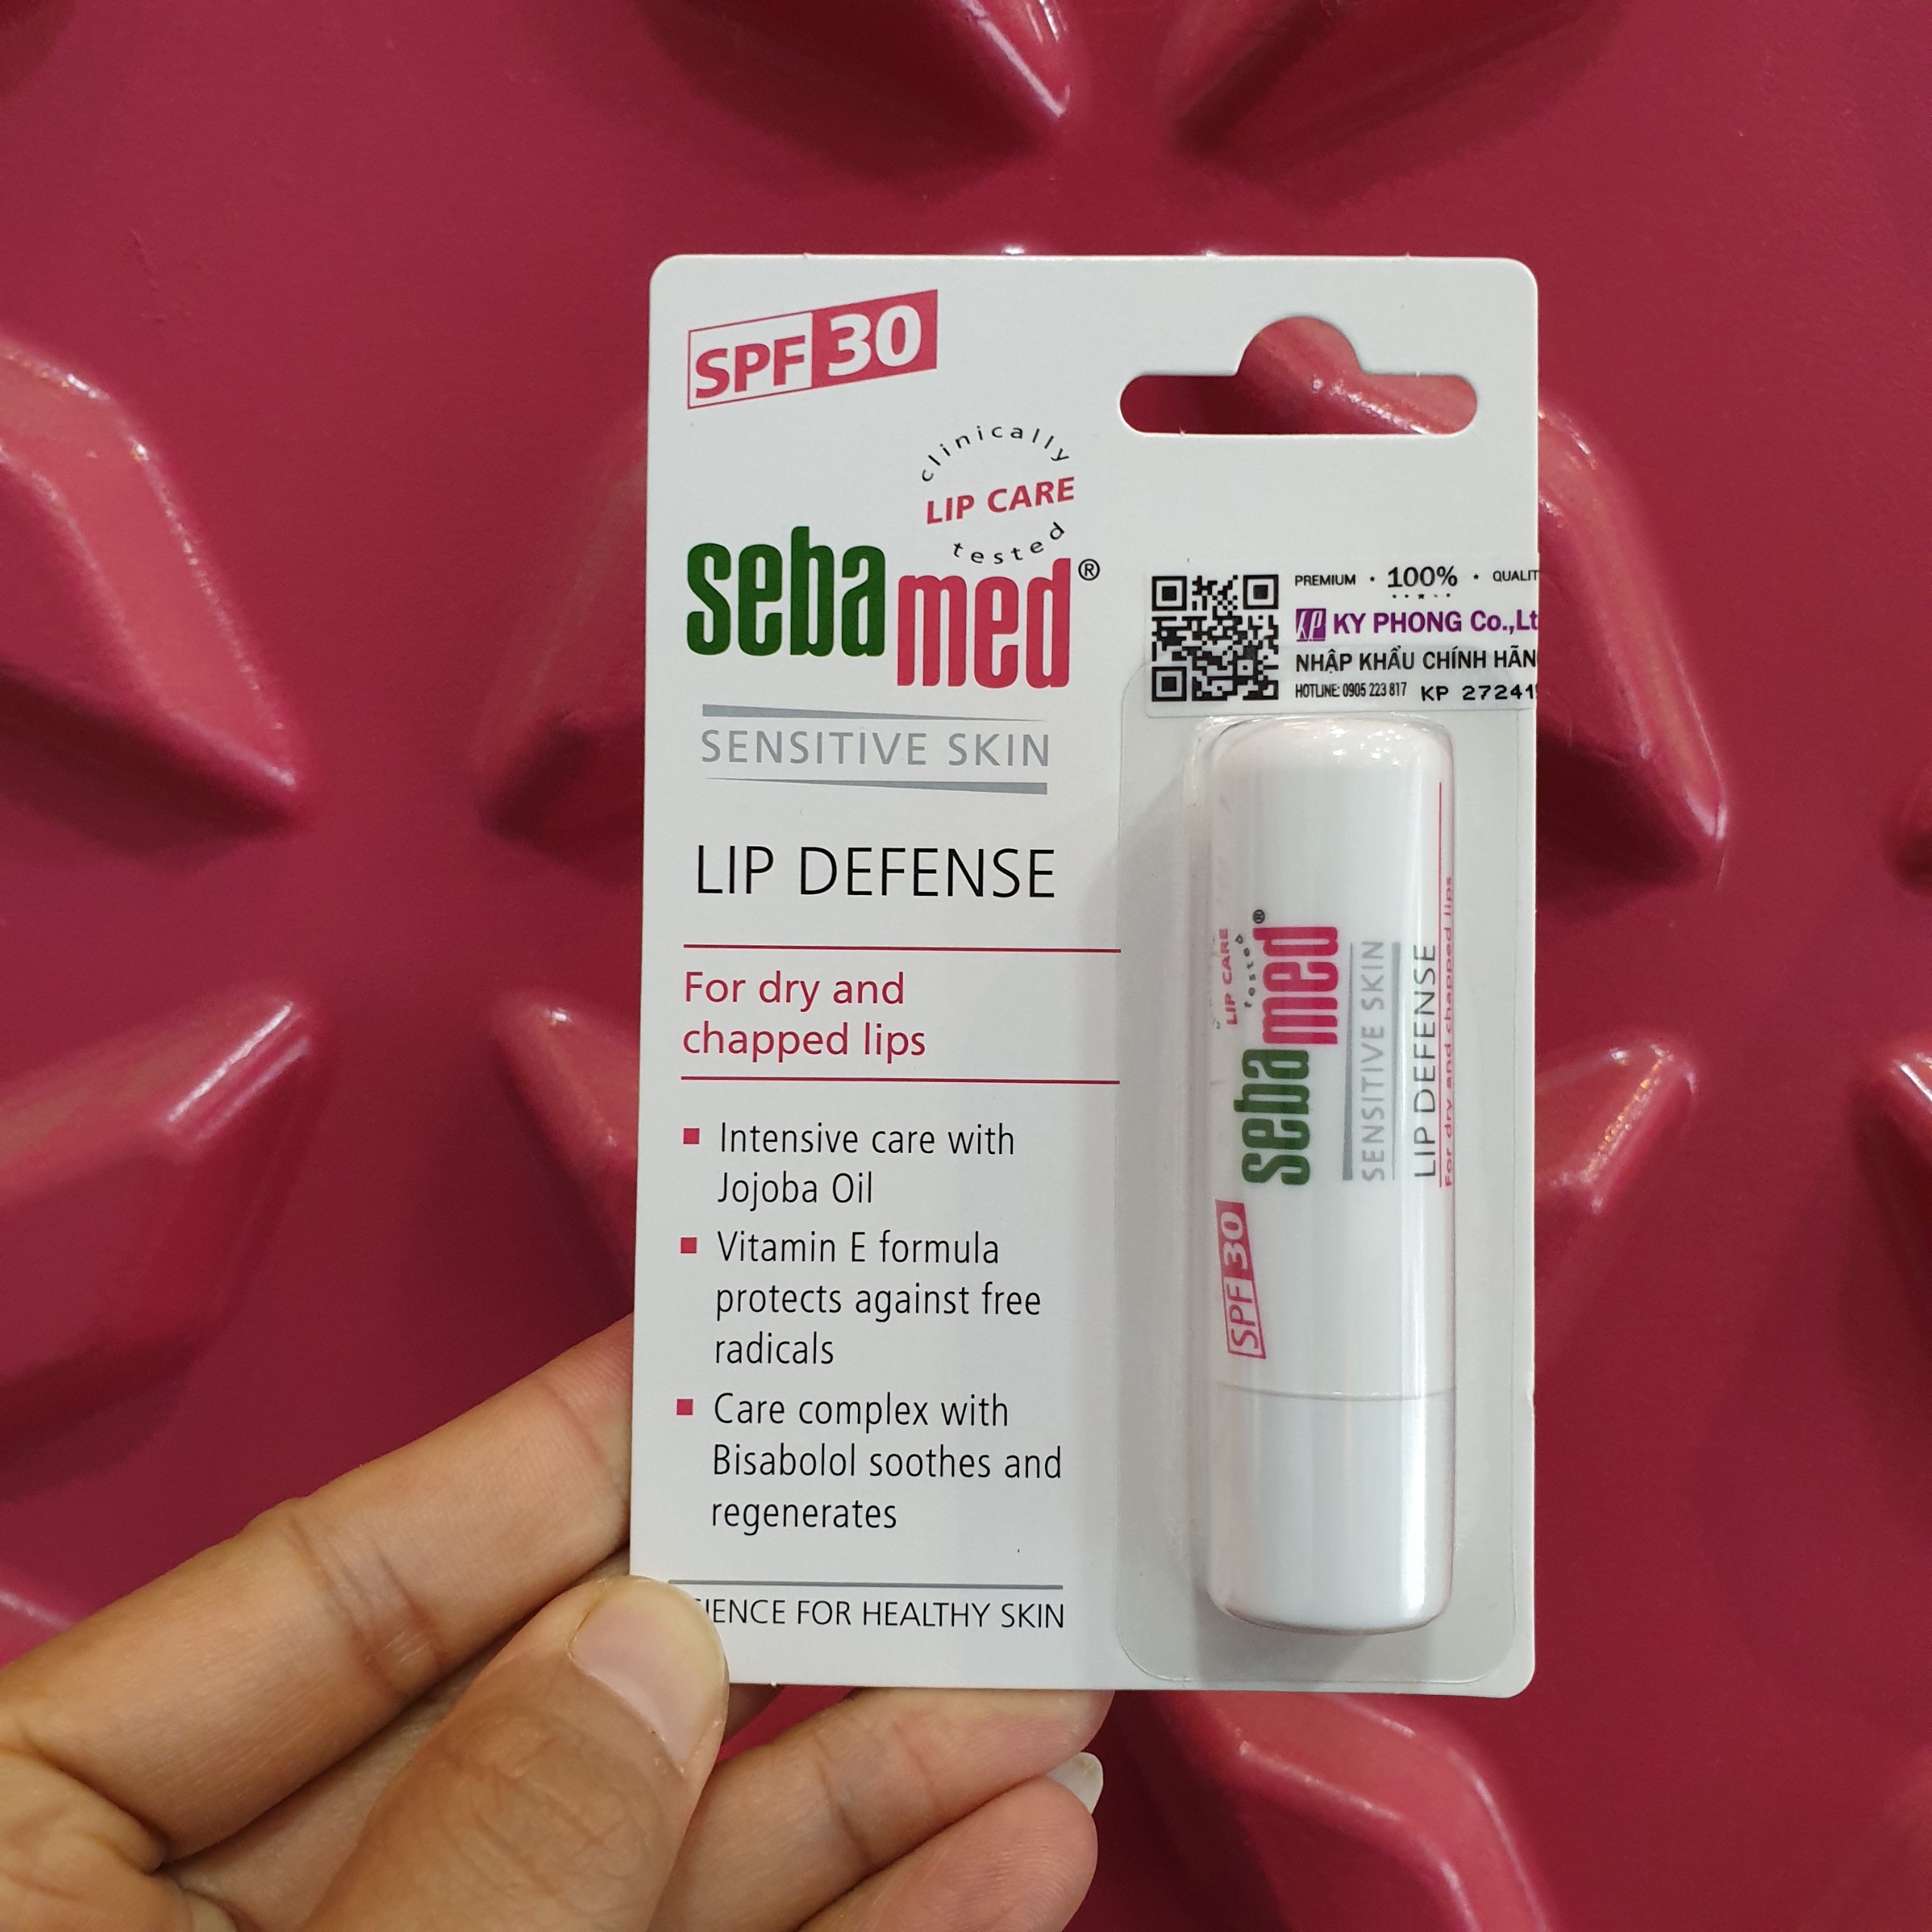 SPF 30
clinically
LIP CARE
tested
sebamed®
SENSITIVE SKIN
LIP DEFENSE
For dry and
chapped lips
Intensive care with
Jojoba Oil
Vitamin E formula
protects against free
radicals
Care complex with
Bisabolol soothes and
regenerates
FOR HEALTHY SKIN
PREMIUM • 100% •
KP KY PHONG Co.,Lt
NHẬP KHẨU CHÍNH
HOTLINE: 0905 223 817 KP 27241
LIP CARE
tested
sebamed®
SENSITIVE SKIN
LIP DEFENSE
For dry and chapped lips
SPF 30